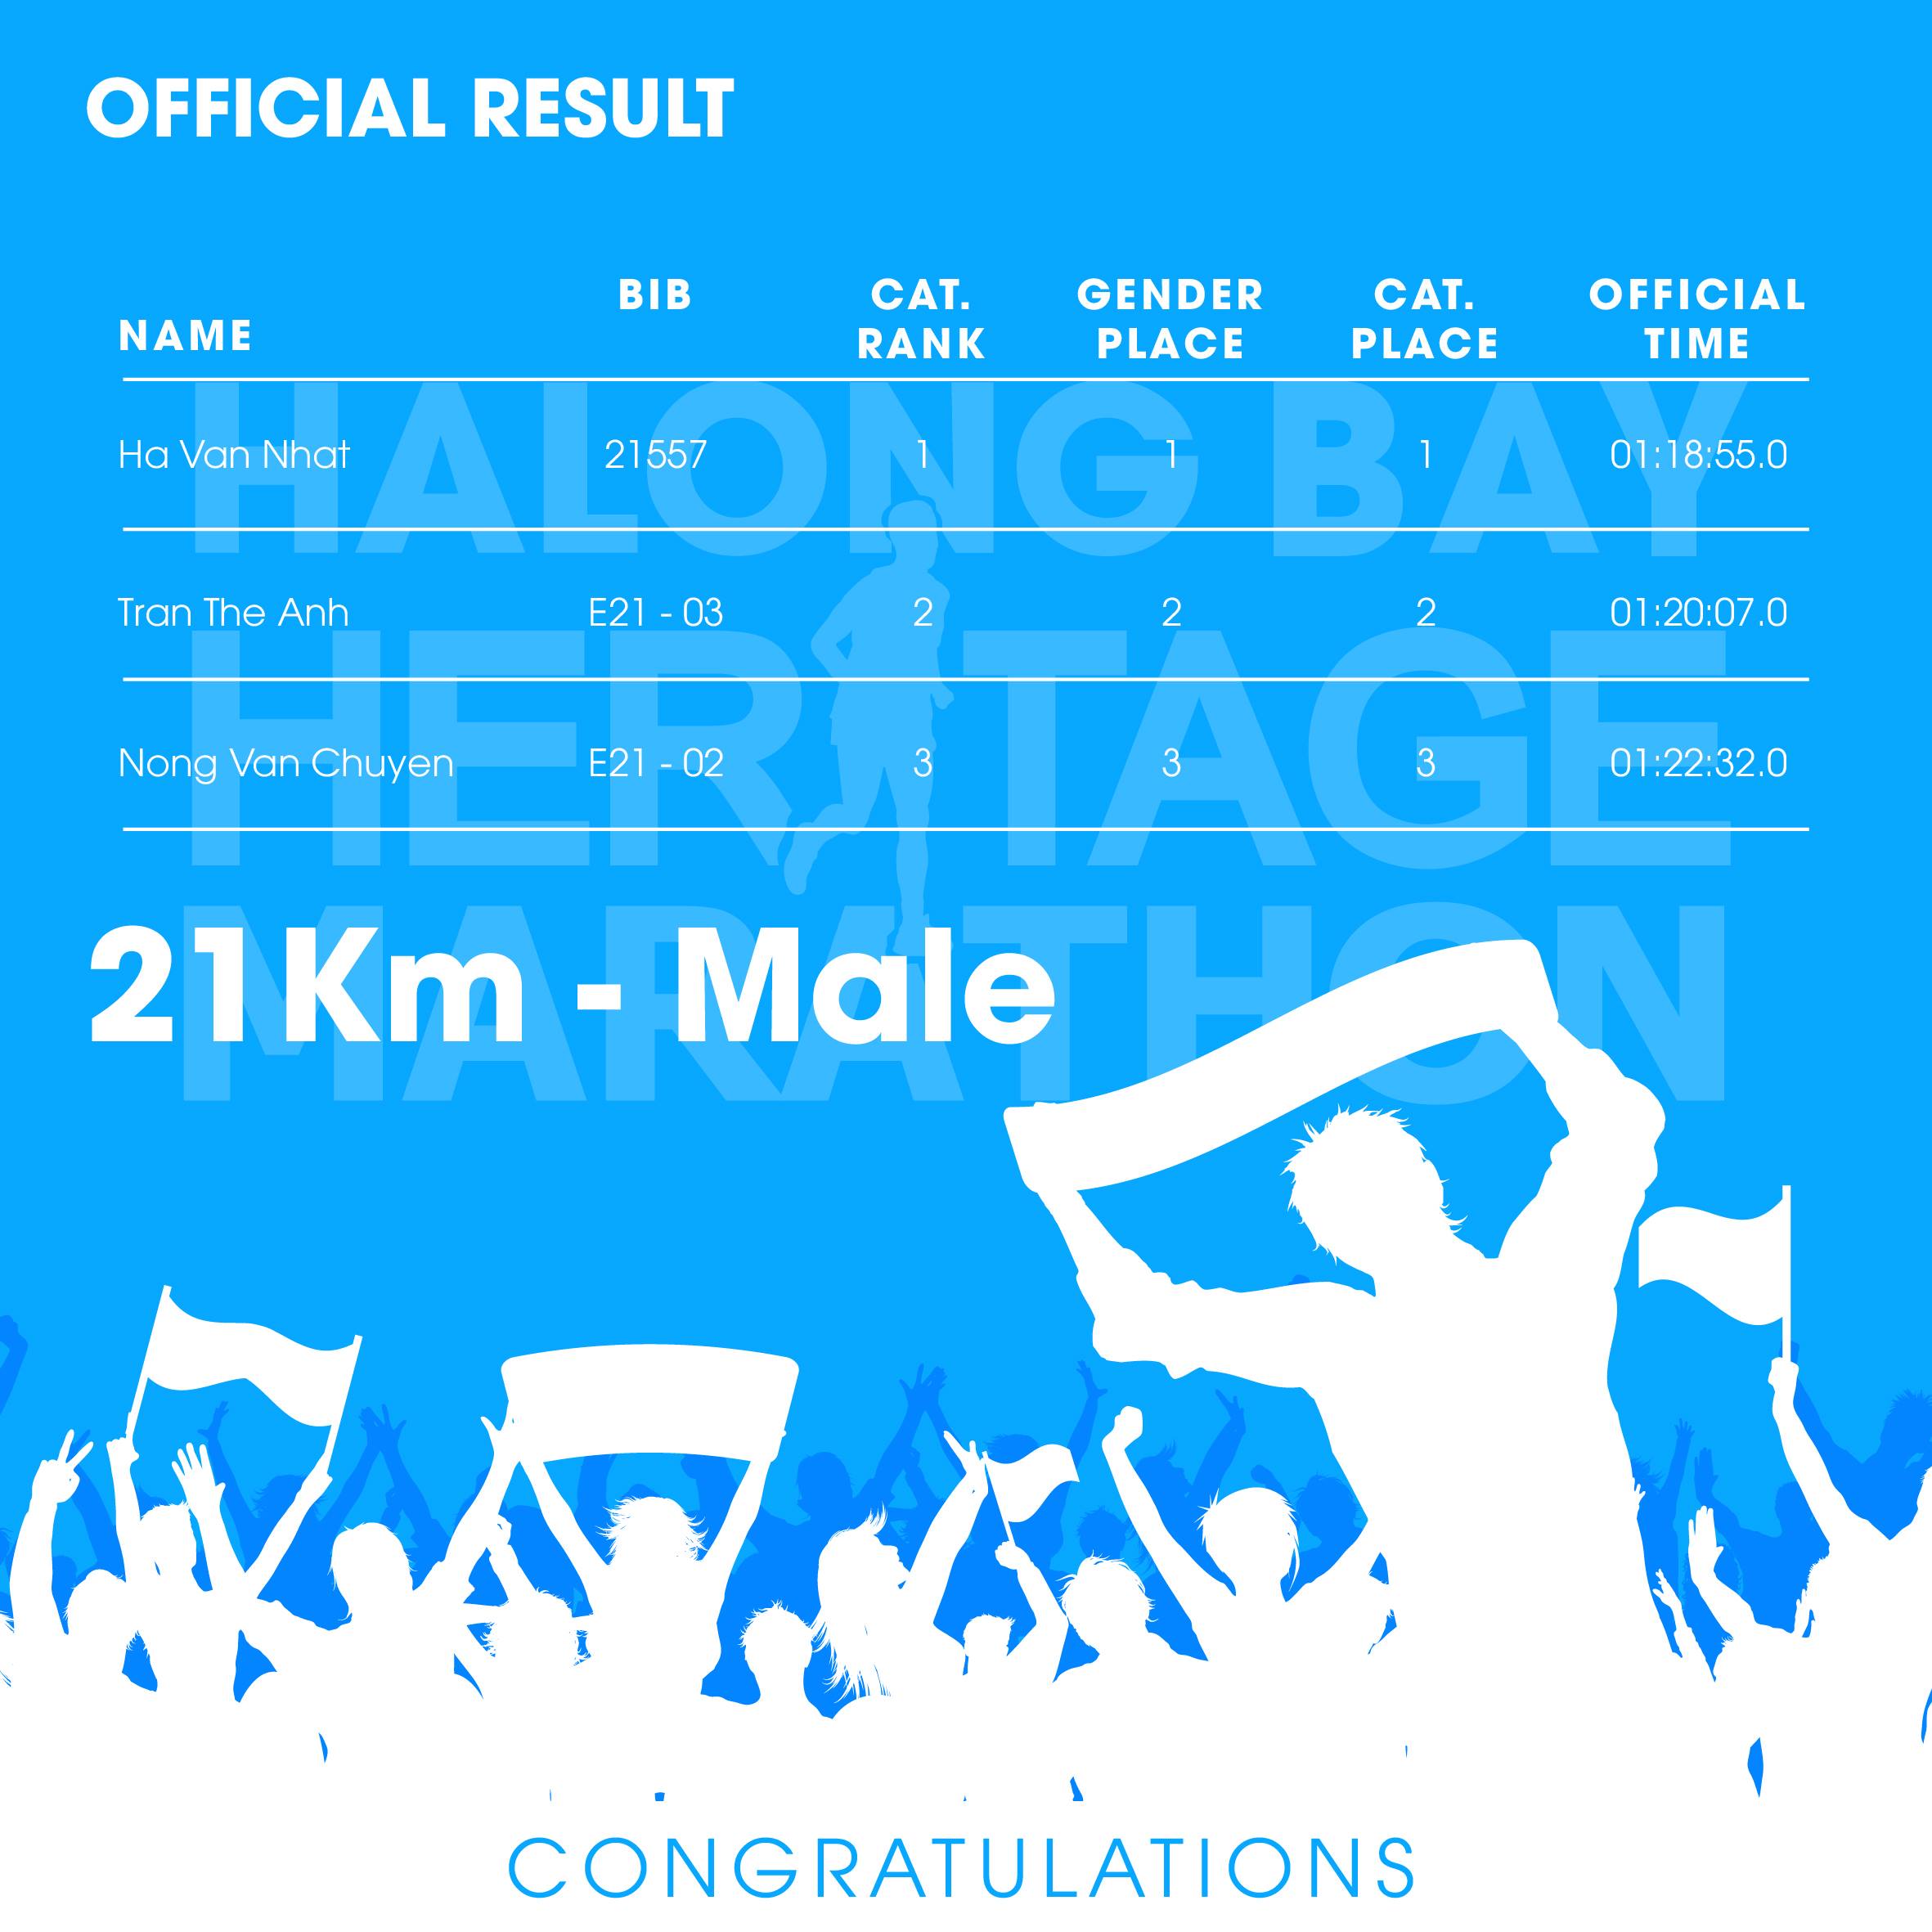 OFFICIAL RESULT
NAME BIB CAT. RANK GENDER PLACE CAT. PLACE OFFICIAL TIME
HALONG BAY
Ha Van Nhat 21557 1 1 1 01:18:55.0
Tran The Anh E21 - 03 2 2 2 01:20:07.0
HERITAGE
Nong Van Chuyen E21 - 02 3 3 3 01:22:32.0
MARATHON
21Km - Male
CONGRATULATIONS